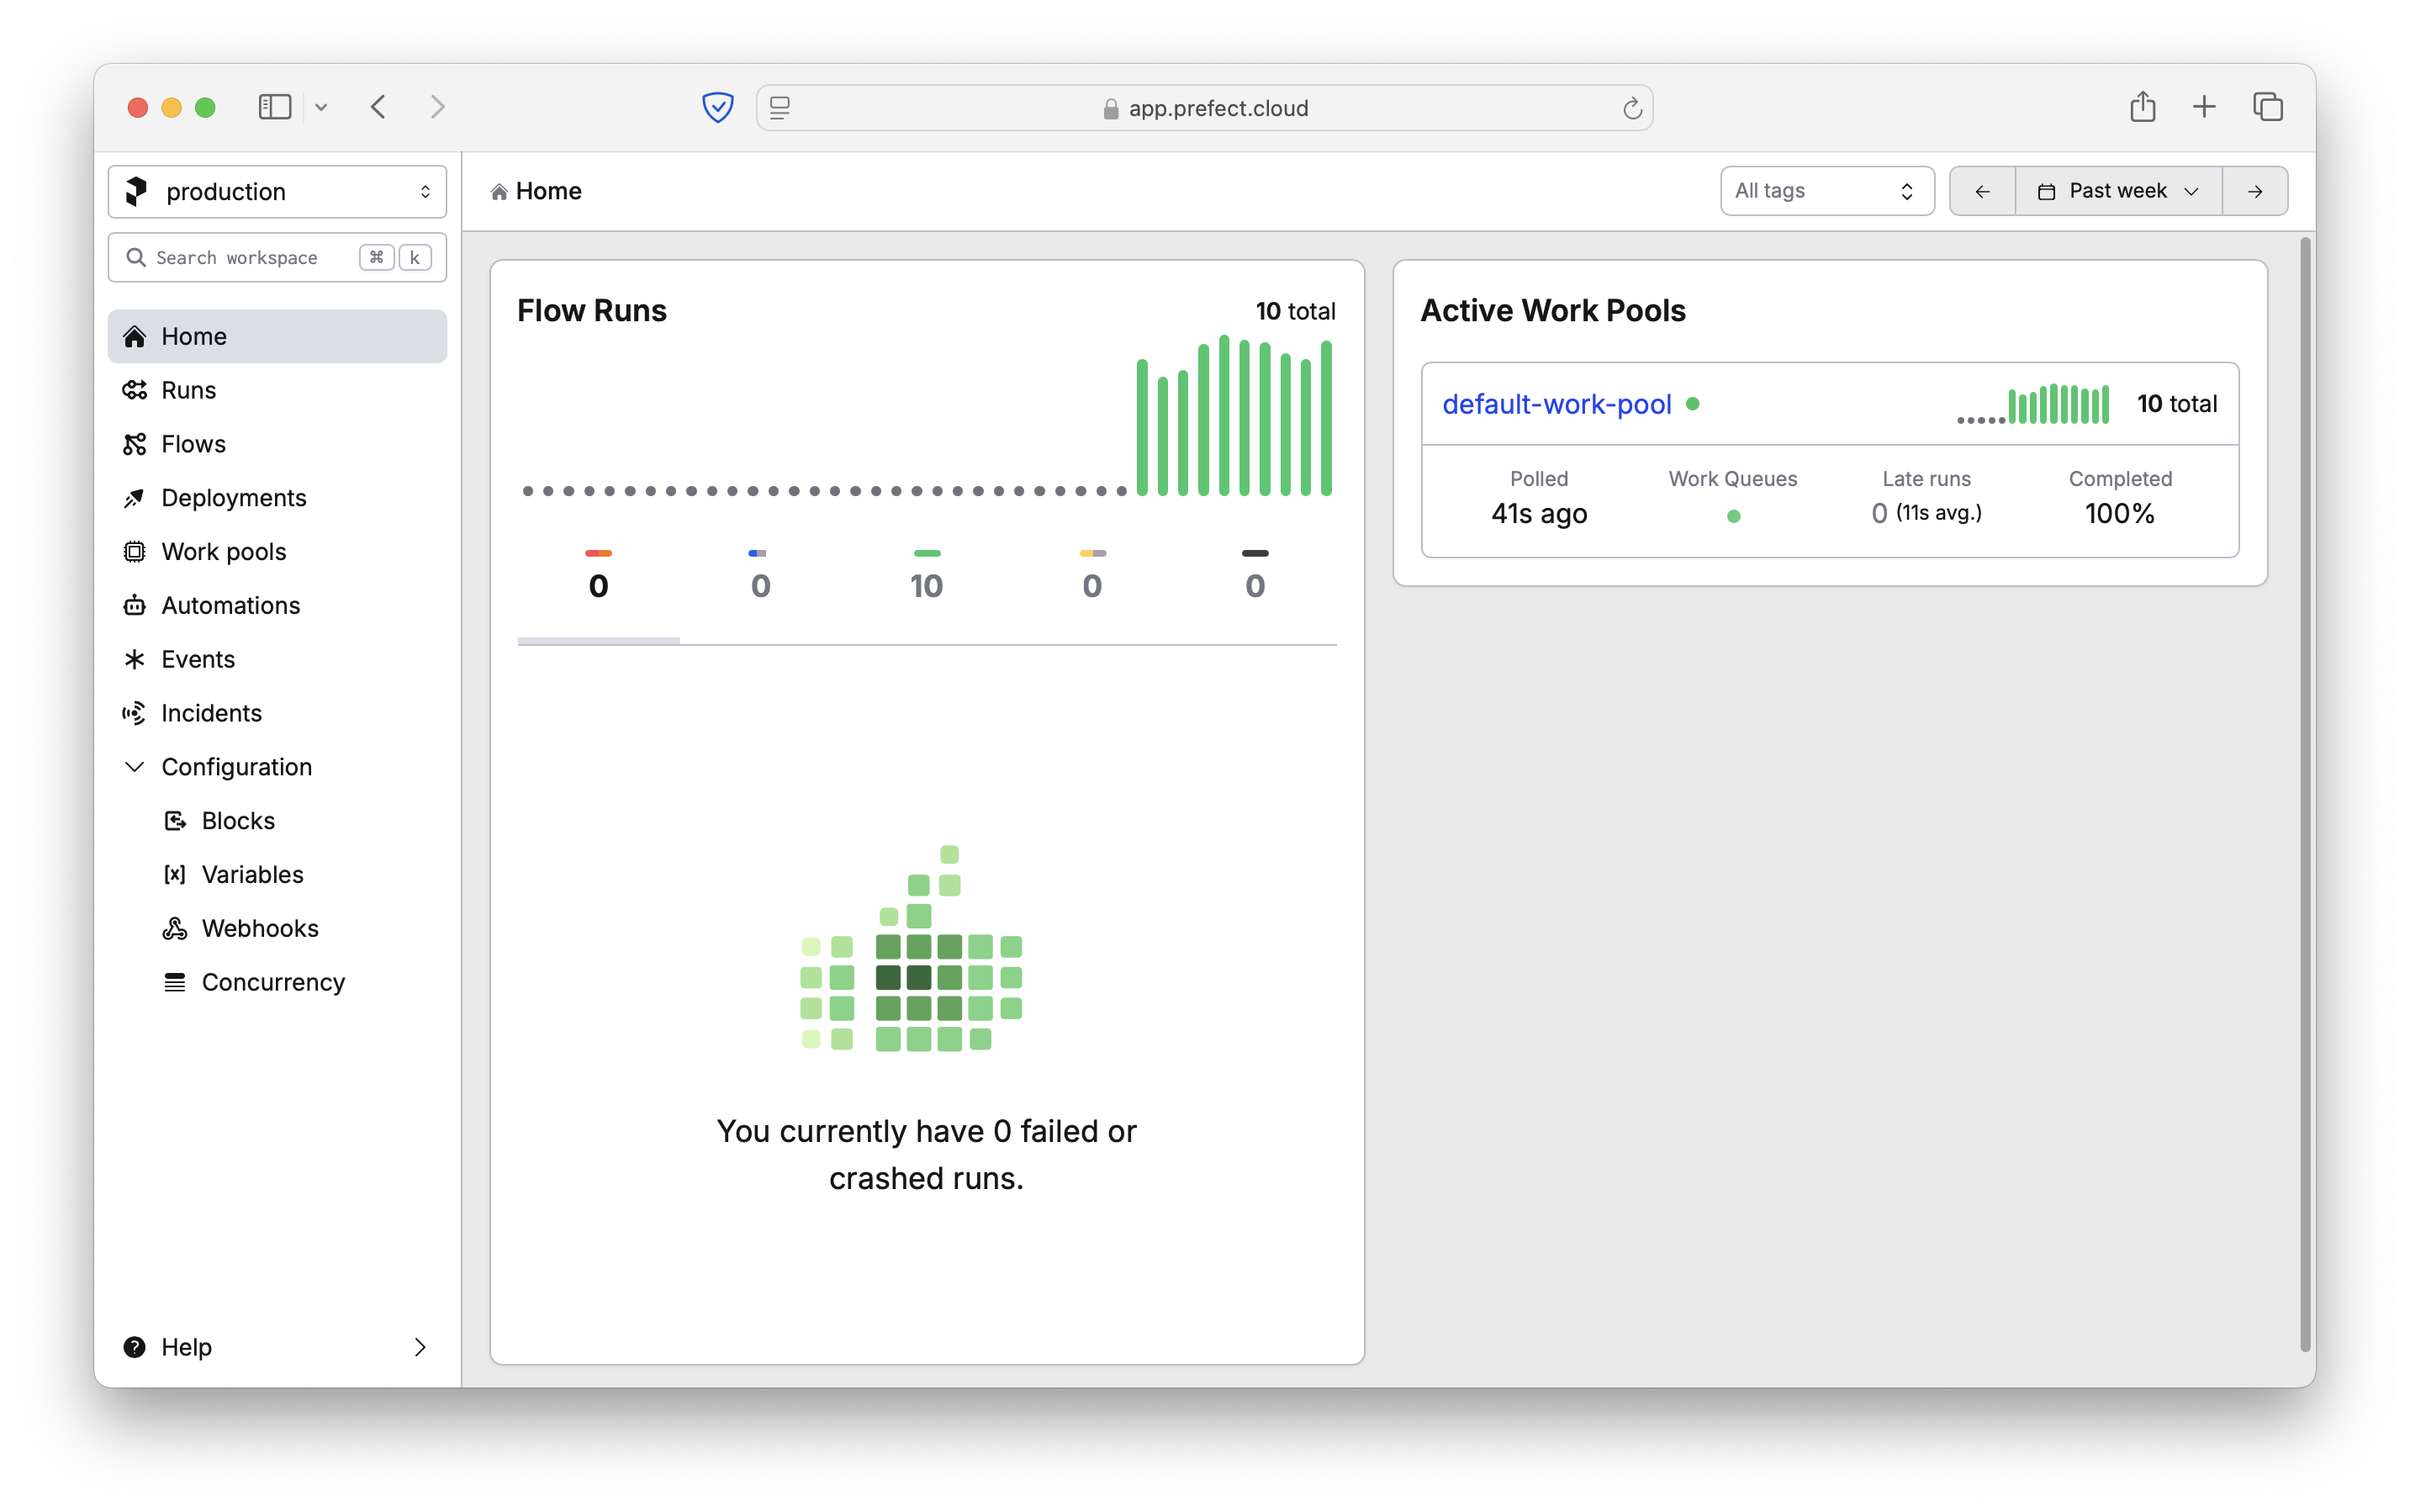 app.prefect.cloud
production
Search workspace ⌘ k
Home
Runs
Flows
Deployments
Work pools
Automations
Events
Incidents
Configuration
Blocks
Variables
Webhooks
Concurrency
Help
Home
All tags
Past week
Flow Runs
10 total
0 0 10 0 0
You currently have 0 failed or
crashed runs.
Active Work Pools
default-work-pool
10 total
Polled Work Queues Late runs Completed
41s ago 0 (11s avg.) 100%